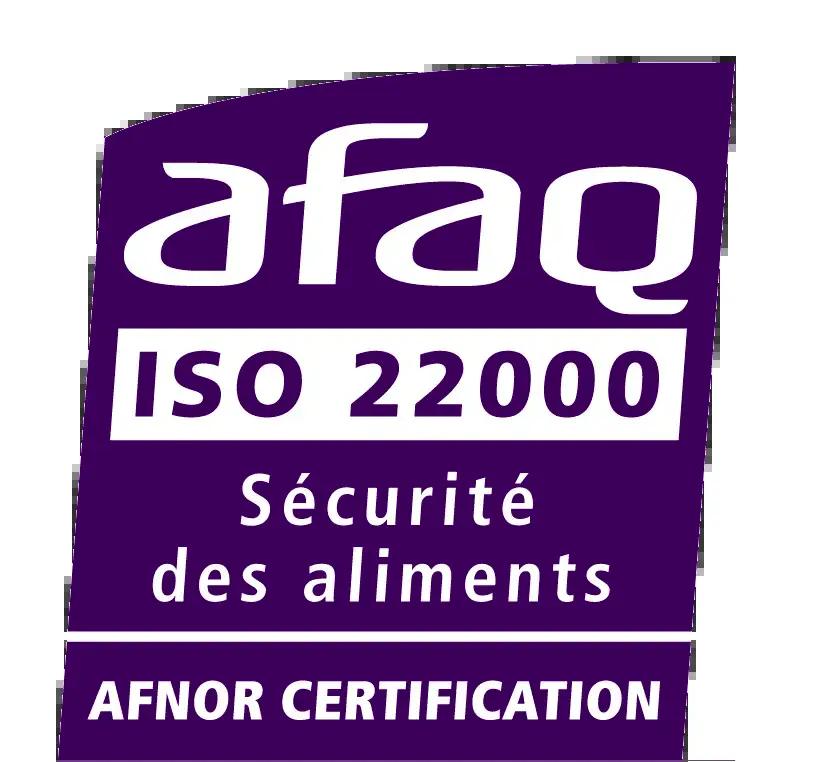 afaq
ISO 22000
Sécurité
des aliments
AFNOR CERTIFICATION